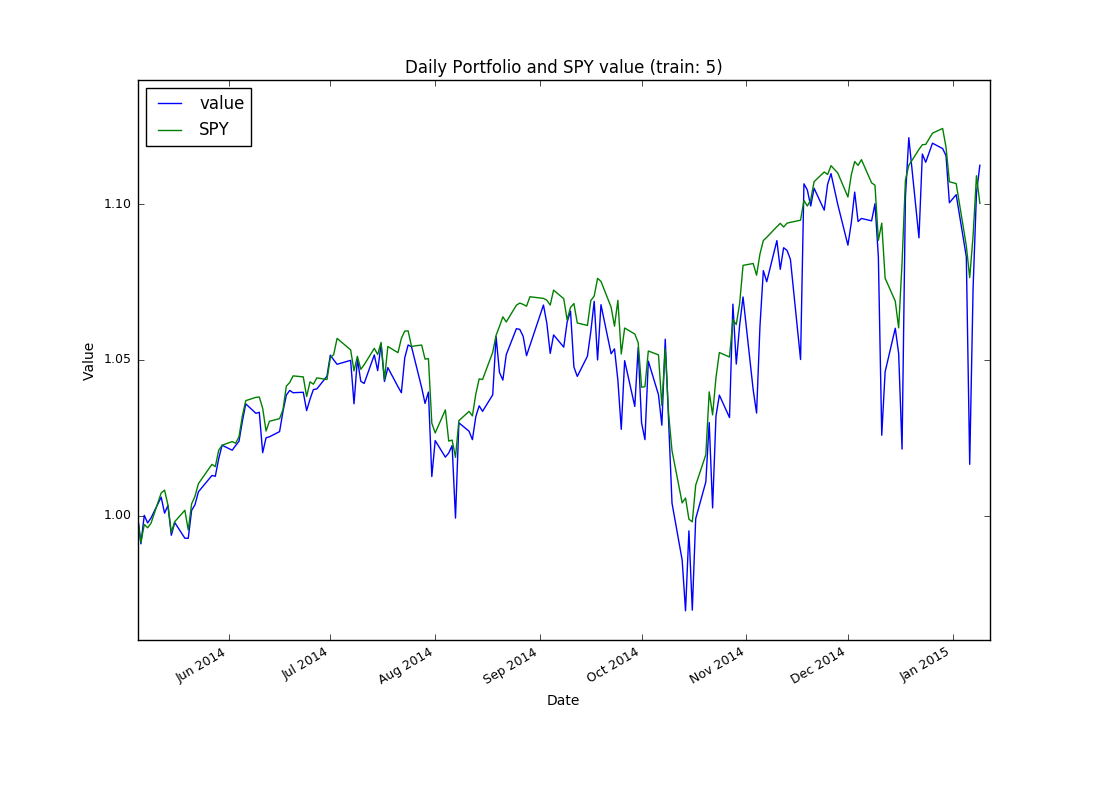 Daily Portfolio and SPY value (train: 5)
value
SPY
1.10
1.05
1.00
Value
Jun 2014
Jul 2014
Aug 2014
Sep 2014
Oct 2014
Nov 2014
Dec 2014
Jan 2015
Date